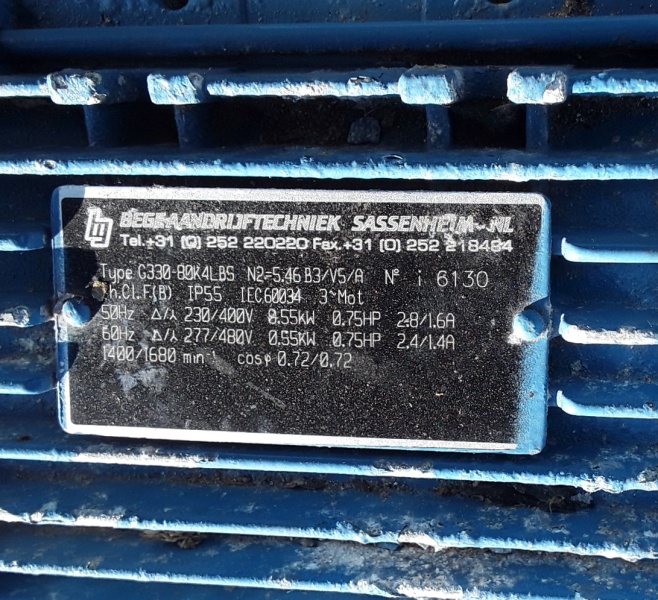 BEGE AANDRIJFTECHNIEK SASSENHEIM-NL
Tel.+31 (0) 252 220220 Fax.+31 (0) 252 218484
Type G330-80K4LBS N2=5.46 B3/V5/A Nº i 6130
In.Cl.F(B) IP55 IEC60034 3~Mot
50Hz Δ/⅄ 230/400V 0.55KW 0.75HP 2.8/1.6A
60Hz Δ/⅄ 277/480V 0.55KW 0.75HP 2.4/1.4A
1400/1680 min⁻¹ cosφ 0.72/0.72